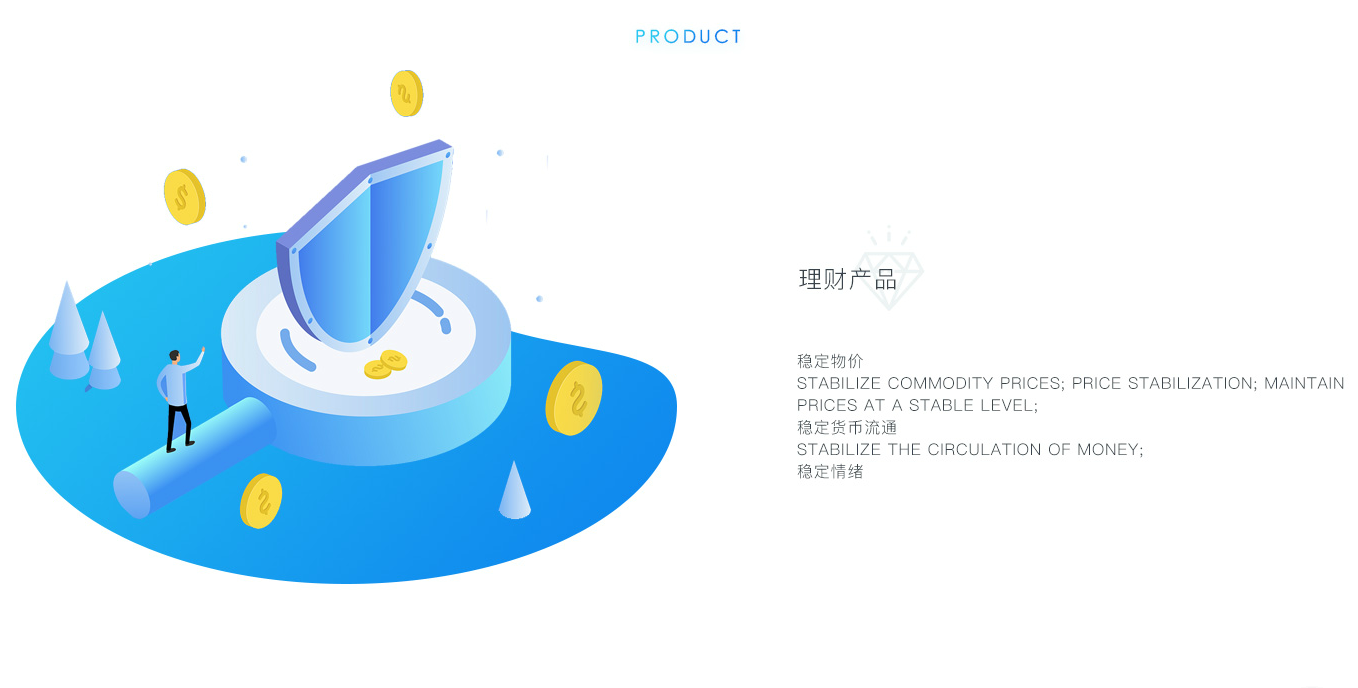 PRODUCT
理财产品
稳定物价
STABILIZE COMMODITY PRICES; PRICE STABILIZATION; MAINTAIN
PRICES AT A STABLE LEVEL;
稳定货币流通
STABILIZE THE CIRCULATION OF MONEY;
稳定情绪